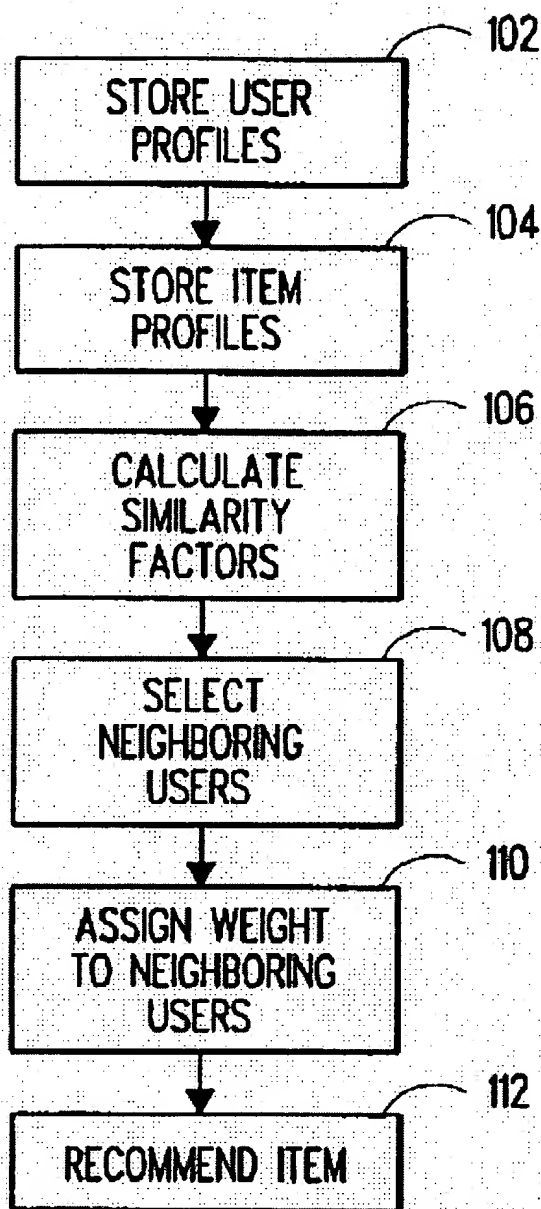 102
STORE USER
PROFILES
104
STORE ITEM
PROFILES
106
CALCULATE
SIMILARITY
FACTORS
108
SELECT
NEIGHBORING
USERS
110
ASSIGN WEIGHT
TO NEIGHBORING
USERS
112
RECOMMEND ITEM